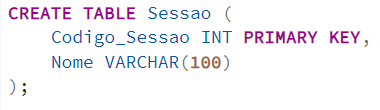 CREATE TABLE Sessao (
    Codigo_Sessao INT PRIMARY KEY,
    Nome VARCHAR(100)
);